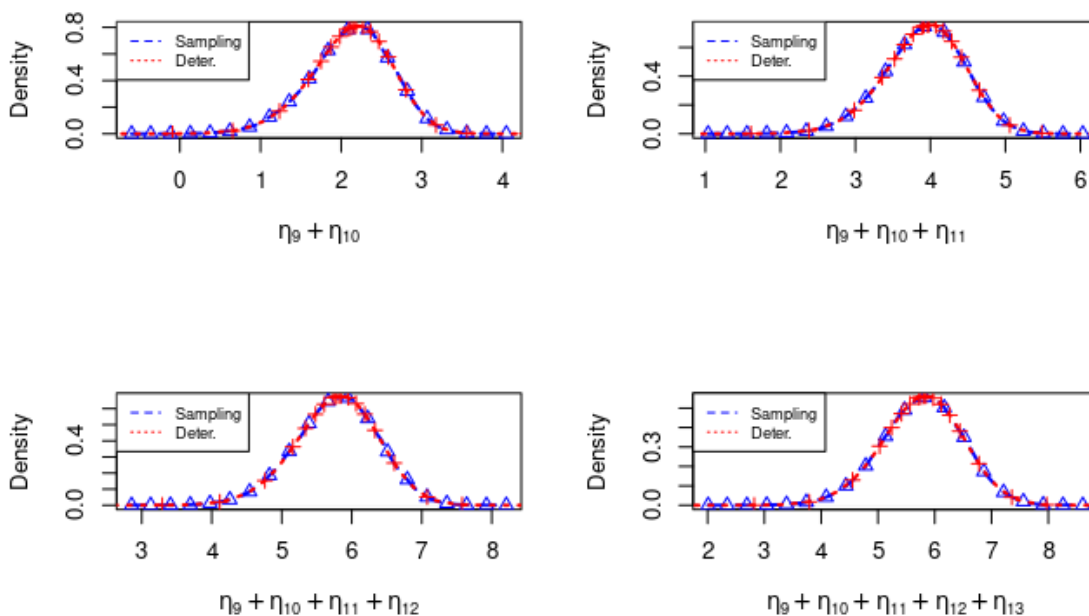 Density
0.8
0.4
0.0
Sampling
Deter.
0 1 2 3 4
η₉ + η₁₀
Density
0.4
0.0
Sampling
Deter.
1 2 3 4 5 6
η₉ + η₁₀ + η₁₁
Density
0.4
0.0
Sampling
Deter.
3 4 5 6 7 8
η₉ + η₁₀ + η₁₁ + η₁₂
Density
0.3
0.0
Sampling
Deter.
2 3 4 5 6 7 8
η₉ + η₁₀ + η₁₁ + η₁₂ + η₁₃